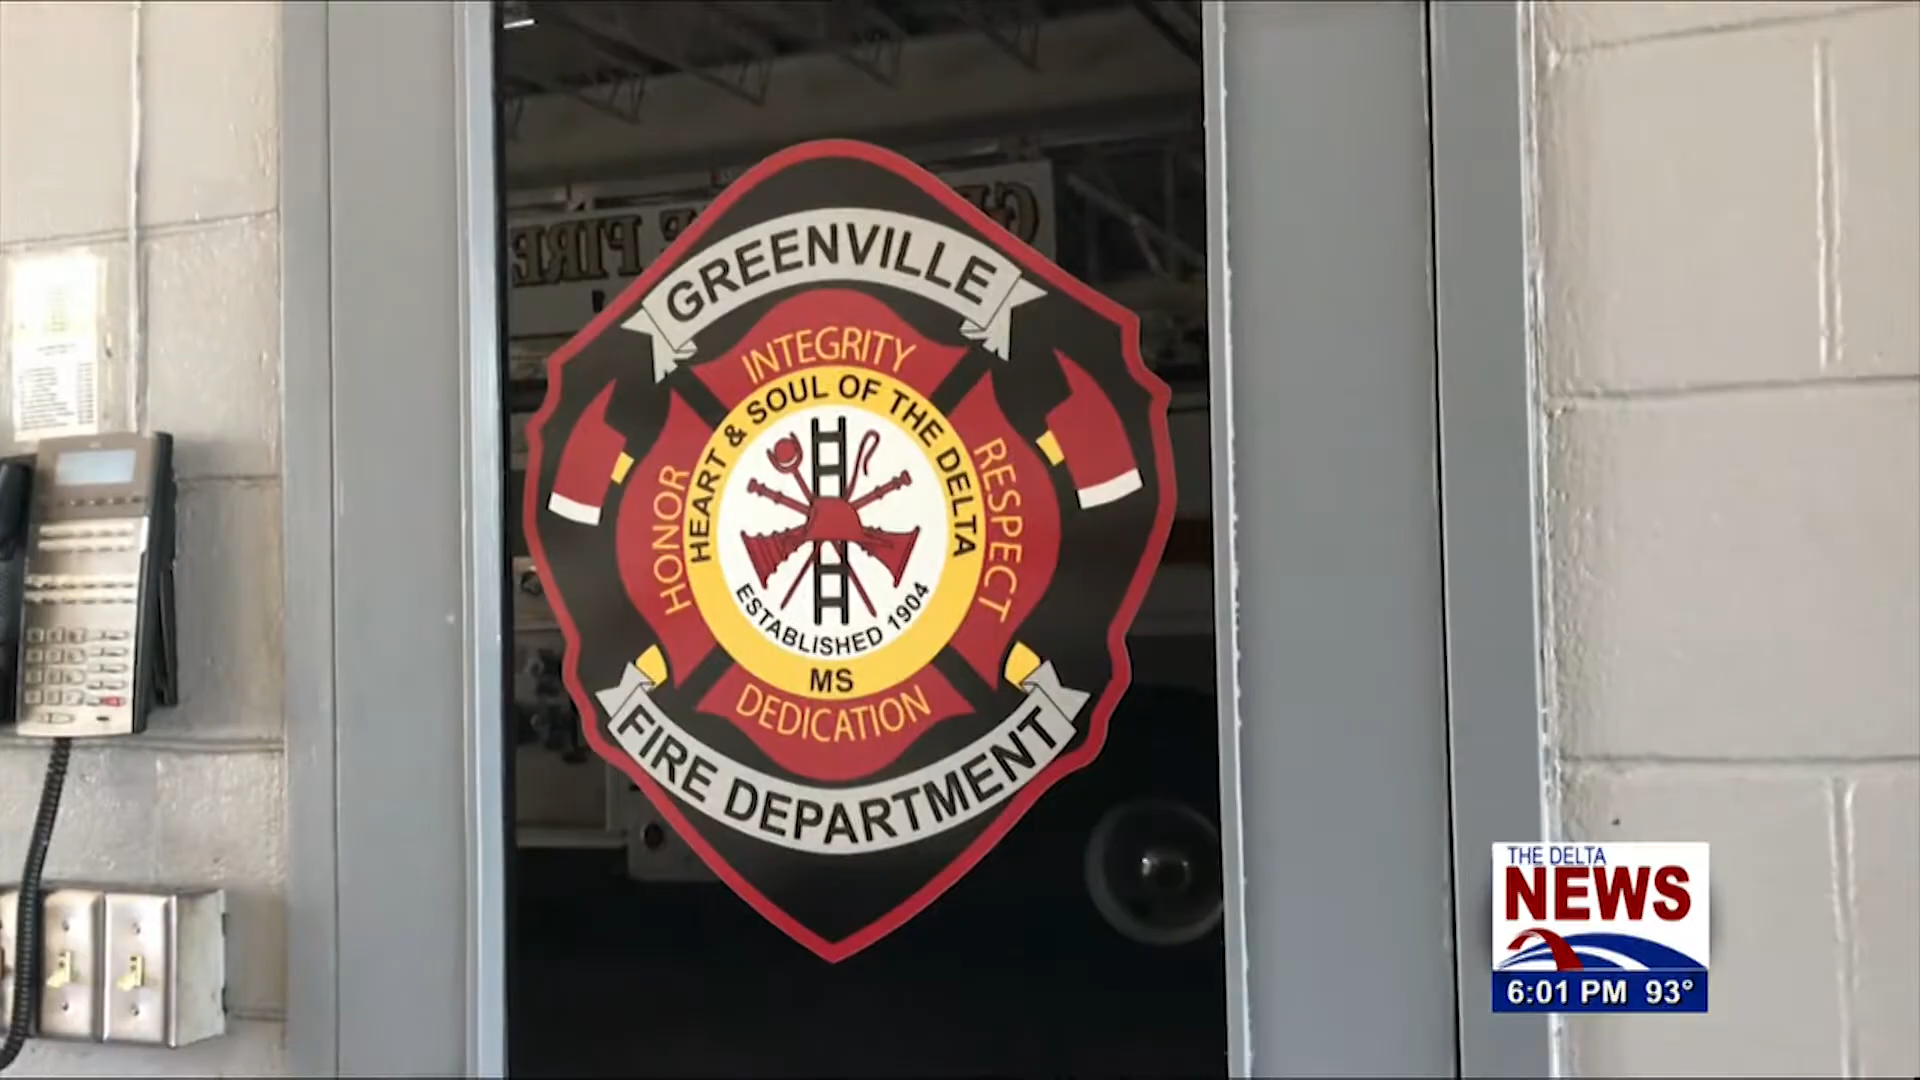 GREENVILLE
INTEGRITY
HEART & SOUL OF THE DELTA
HONOR
RESPECT
ESTABLISHED 1904
MS
DEDICATION
FIRE DEPARTMENT
THE DELTA
NEWS
6:01 PM 93°